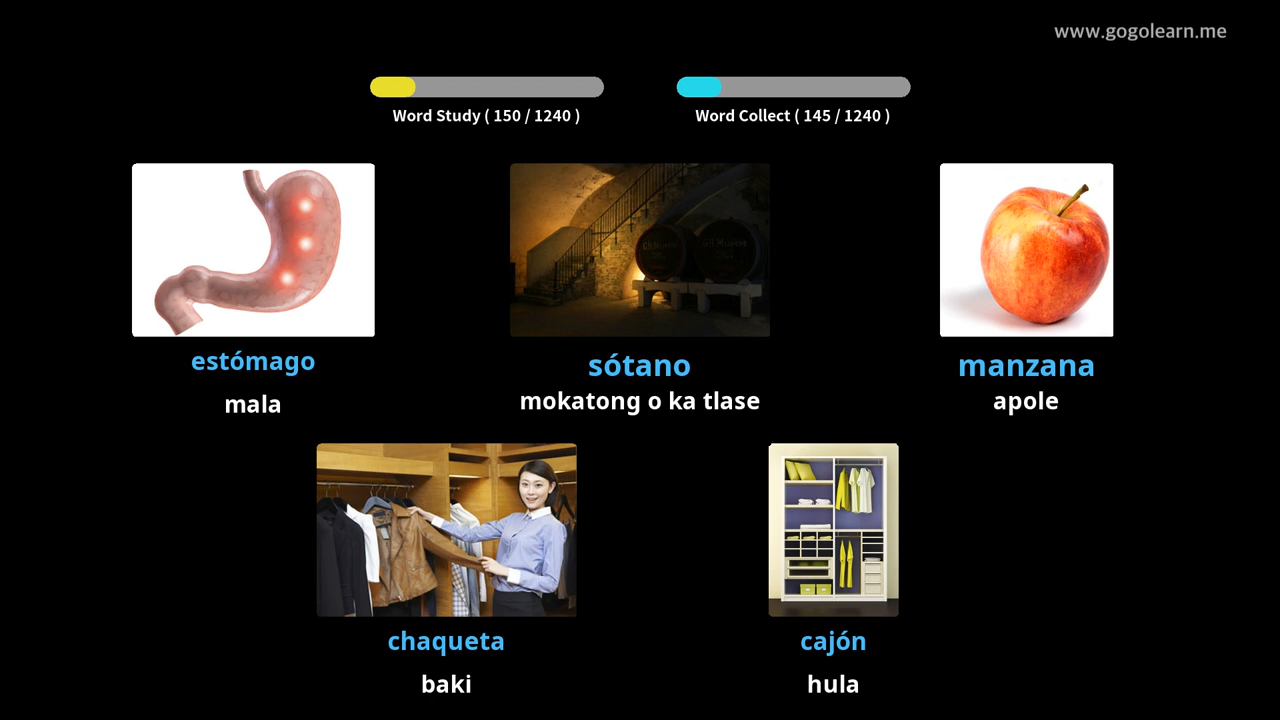 www.gogolearn.me
Word Study ( 150 / 1240 )
Word Collect ( 145 / 1240 )
estómago
mala
sótano
mokatong o ka tlase
manzana
apole
chaqueta
baki
cajón
hula